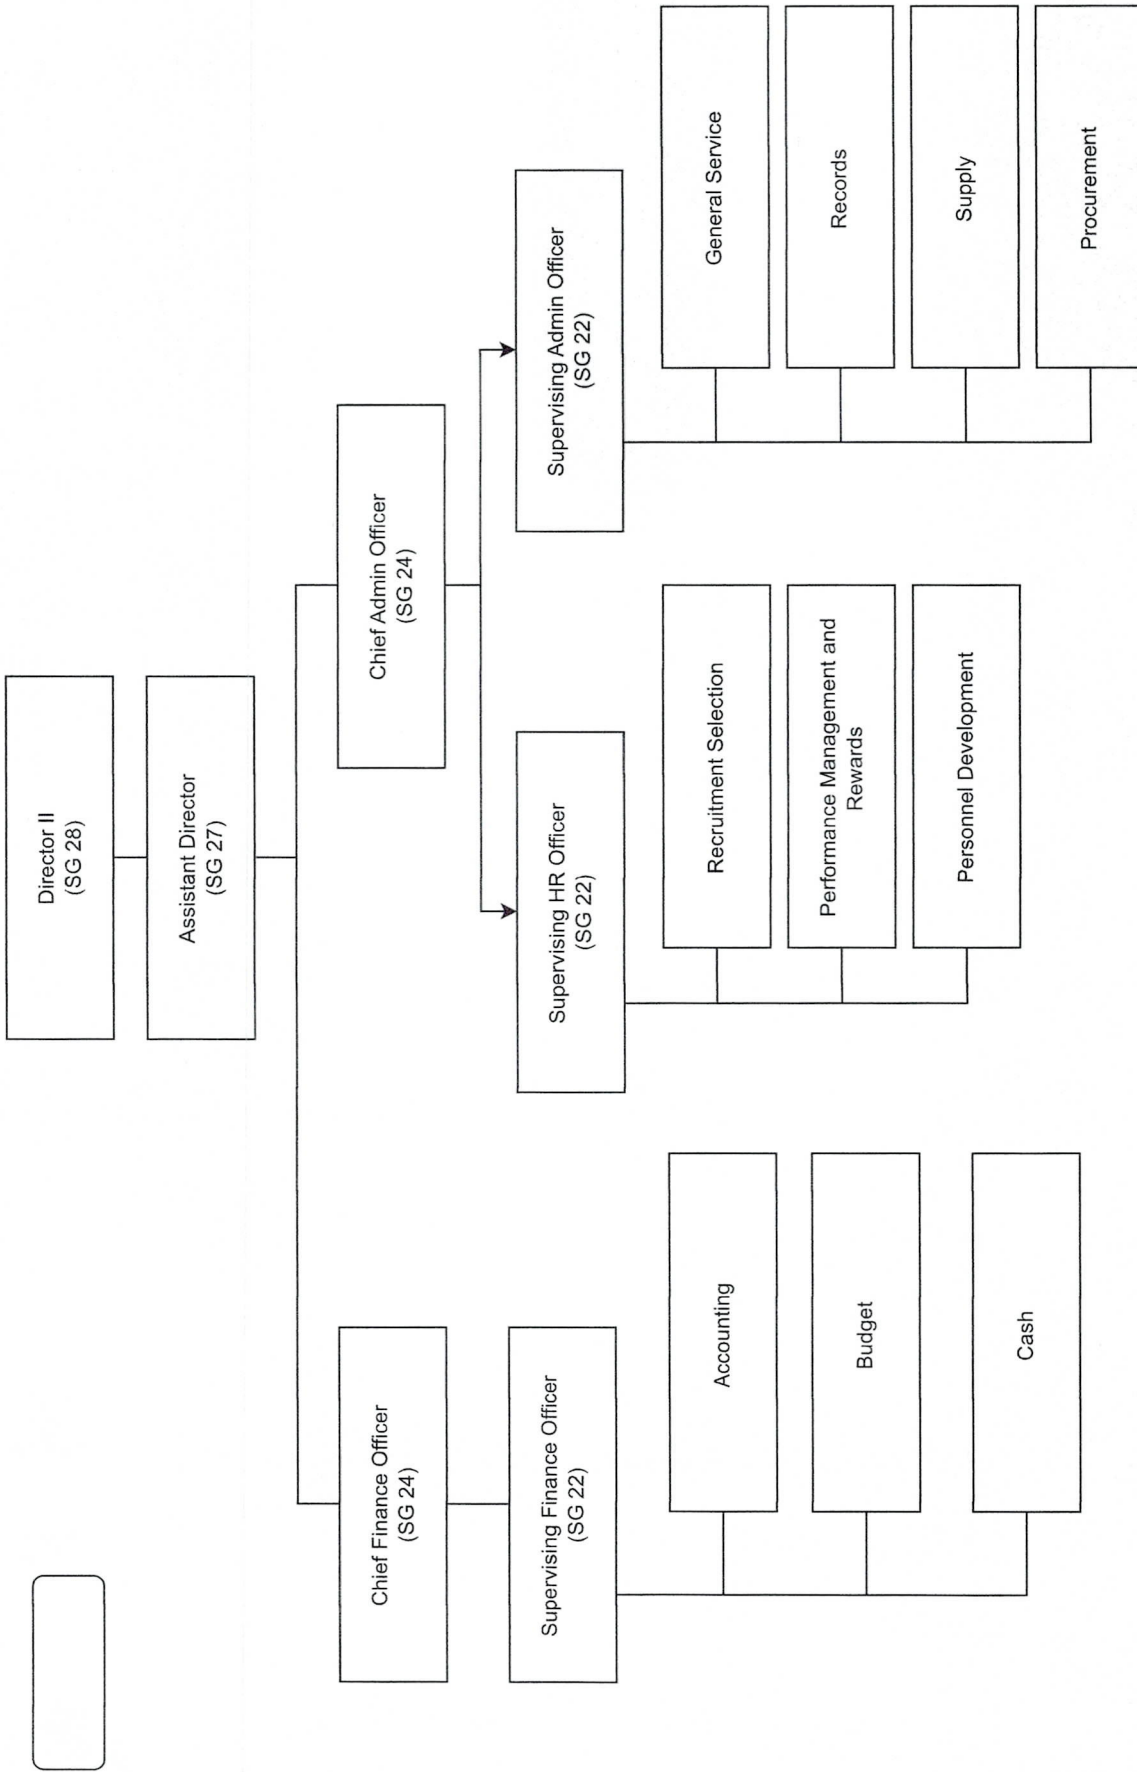 Director II
(SG 28)
Assistant Director
(SG 27)
Chief Finance Officer
(SG 24)
Chief Admin Officer
(SG 24)
Supervising Finance Officer
(SG 22)
Supervising HR Officer
(SG 22)
Supervising Admin Officer
(SG 22)
Accounting
Budget
Cash
Recruitment Selection
Performance Management and
Rewards
Personnel Development
General Service
Records
Supply
Procurement